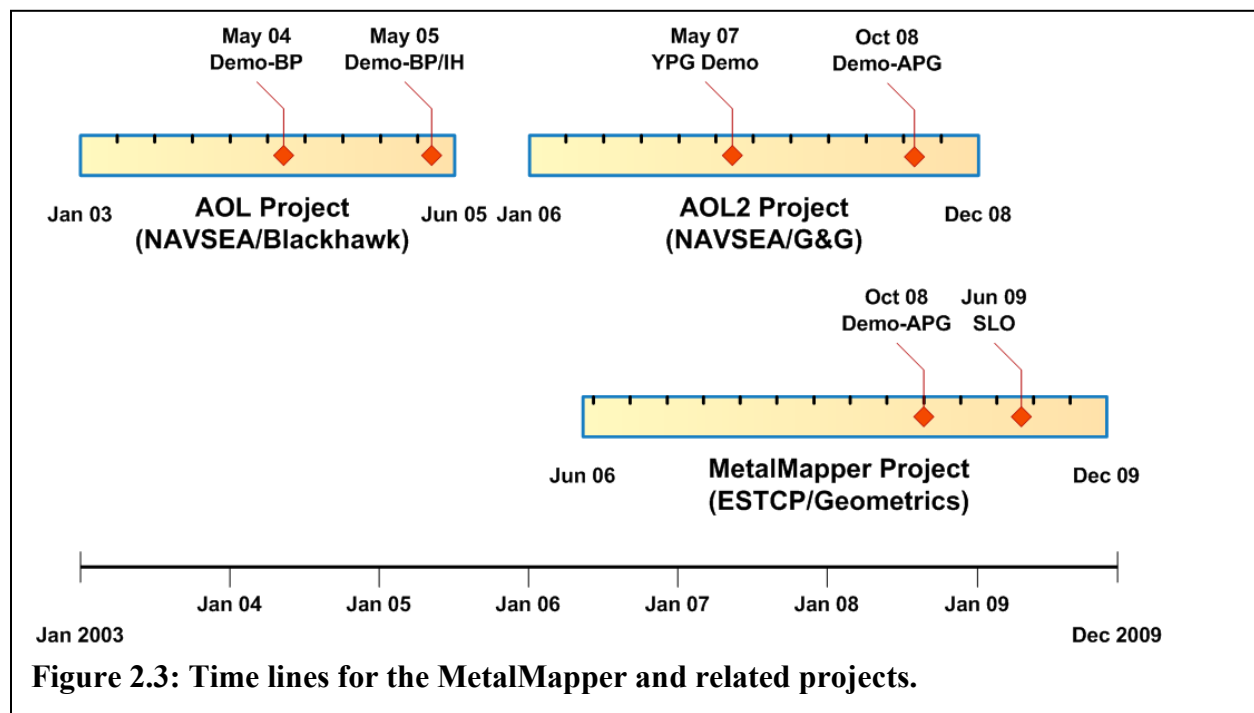 May 04
Demo-BP
May 05
Demo-BP/IH
May 07
YPG Demo
Oct 08
Demo-APG
Jan 03
AOL Project
(NAVSEA/Blackhawk)
Jun 05
Jan 06
AOL2 Project
(NAVSEA/G&G)
Dec 08
Oct 08
Demo-APG
Jun 09
SLO
Jun 06
MetalMapper Project
(ESTCP/Geometrics)
Dec 09
Jan 04
Jan 05
Jan 06
Jan 07
Jan 08
Jan 09
Jan 2003
Dec 2009
Figure 2.3: Time lines for the MetalMapper and related projects.